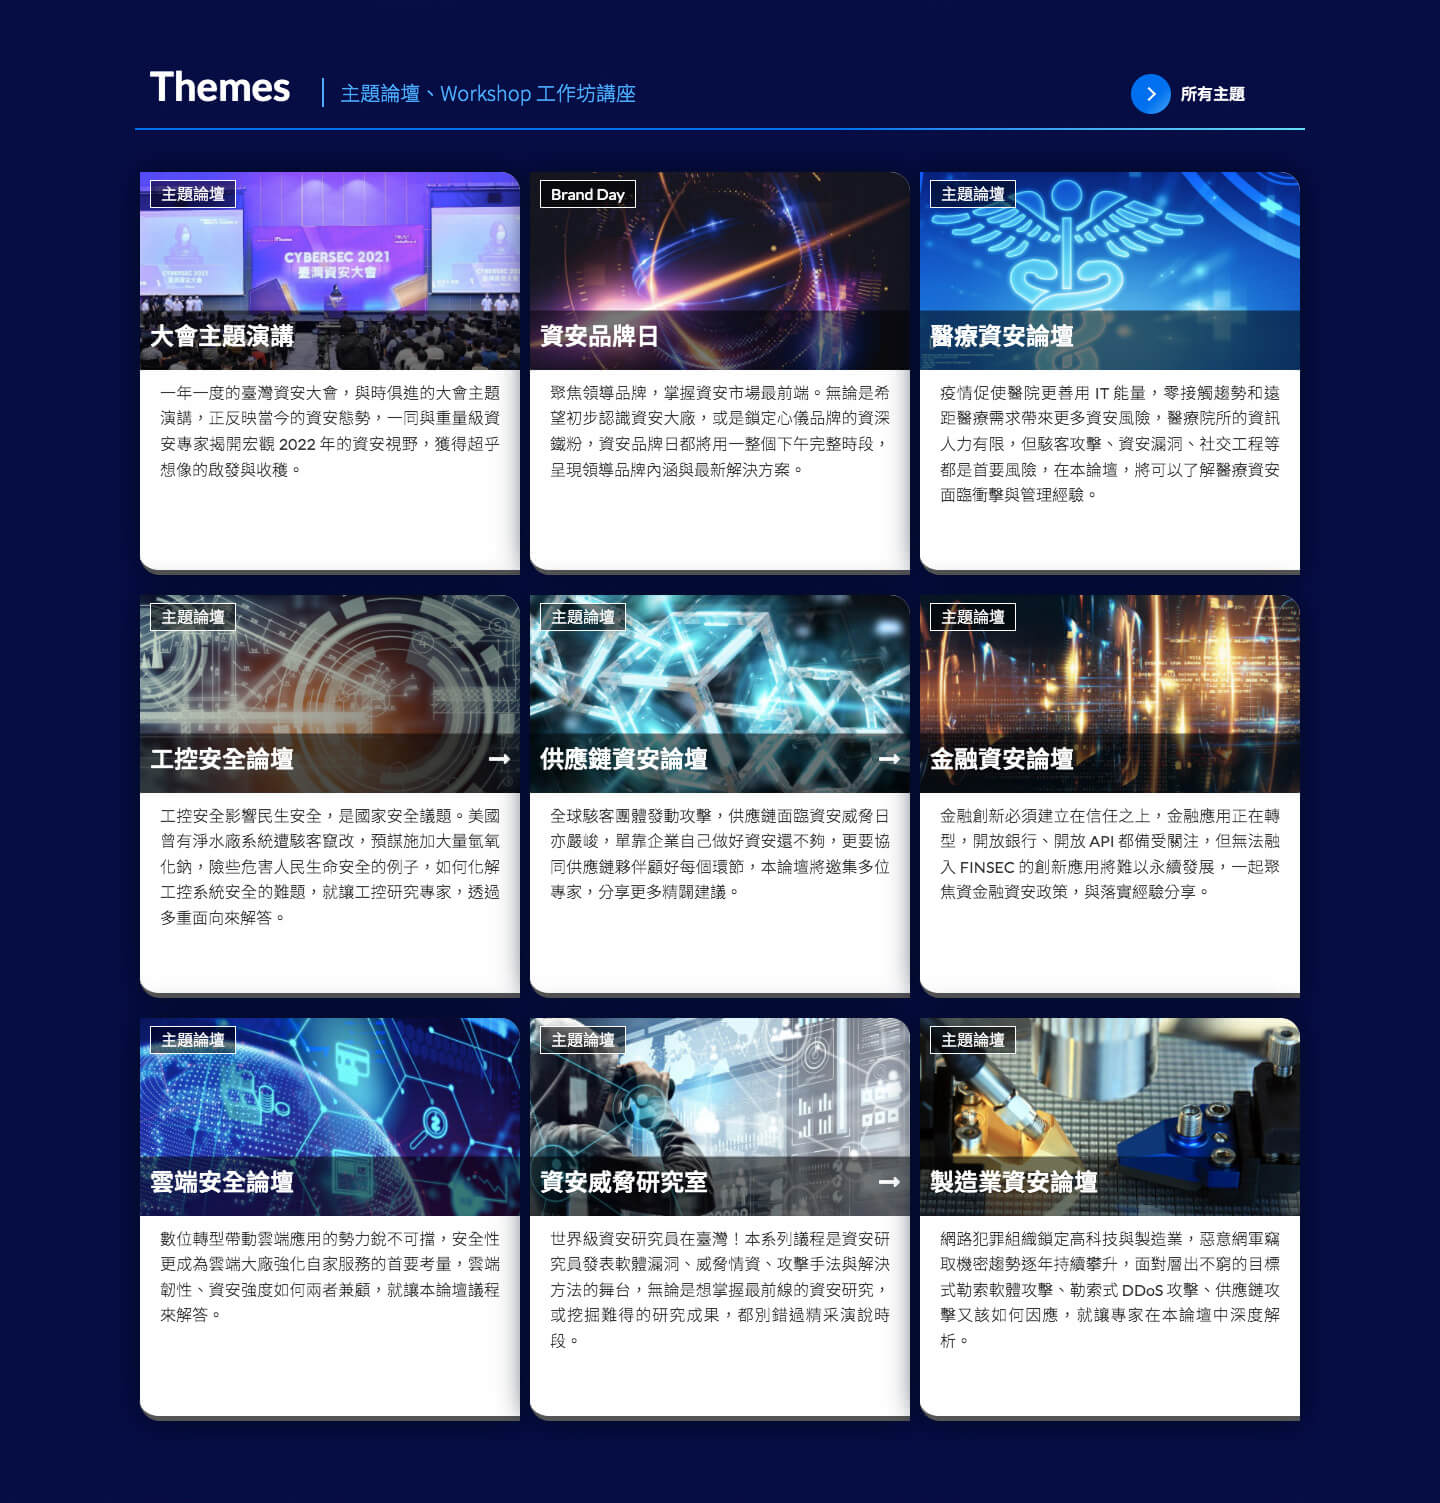 Themes
主題論壇、Workshop 工作坊講座
所有主題
主題論壇
CYBERSEC 2021
臺灣資安大會
大會主題演講
一年一度的臺灣資安大會，與時俱進的大會主題
演講，正反映當今的資安態勢，一同與重量級資
安專家揭開宏觀 2022 年的資安視野，獲得超乎
想像的啟發與收穫。
Brand Day
資安品牌日
聚焦領導品牌，掌握資安市場最前端。無論是希
望初步認識資安大廠，或是鎖定心儀品牌的資深
鐵粉，資安品牌日都將用一整個下午完整時段，
呈現領導品牌內涵與最新解決方案。
主題論壇
醫療資安論壇
疫情促使醫院更善用 IT 能量，零接觸趨勢和遠
距醫療需求帶來更多資安風險，醫療院所的資訊
人力有限，但駭客攻擊、資安漏洞、社交工程等
都是首要風險，在本論壇，將可以了解醫療資安
面臨衝擊與管理經驗。
主題論壇
工控安全論壇
工控安全影響民生安全，是國家安全議題。美國
曾有淨水廠系統遭駭客竄改，預謀施加大量氫氧
化鈉，險些危害人民生命安全的例子，如何化解
工控系統安全的難題，就讓工控研究專家，透過
多重面向來解答。
主題論壇
供應鏈資安論壇
全球駭客團體發動攻擊，供應鏈面臨資安威脅日
亦嚴峻，單靠企業自己做好資安還不夠，更要協
同供應鏈夥伴顧好每個環節，本論壇將邀集多位
專家，分享更多精闢建議。
主題論壇
金融資安論壇
金融創新必須建立在信任之上，金融應用正在轉
型，開放銀行、開放 API 都備受關注，但無法融
入 FINSEC 的創新應用將難以永續發展，一起聚
焦資金融資安政策，與落實經驗分享。
主題論壇
雲端安全論壇
數位轉型帶動雲端應用的勢力銳不可擋，安全性
更成為雲端大廠強化自家服務的首要考量，雲端
韌性、資安強度如何兩者兼顧，就讓本論壇議程
來解答。
主題論壇
資安威脅研究室
世界級資安研究員在臺灣！本系列議程是資安研
究員發表軟體漏洞、威脅情資、攻擊手法與解決
方法的舞台，無論是想掌握最前線的資安研究，
或挖掘難得的研究成果，都別錯過精采演說時
段。
主題論壇
製造業資安論壇
網路犯罪組織鎖定高科技與製造業，惡意網軍竊
取機密趨勢逐年持續攀升，面對層出不窮的目標
式勒索軟體攻擊、勒索式 DDoS 攻擊、供應鏈攻
擊又該如何因應，就讓專家在本論壇中深度解
析。